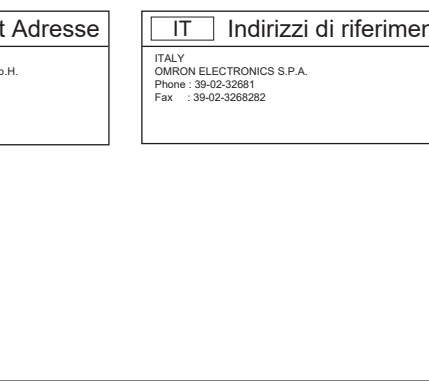 t Adresse
o.H.
IT Indirizzi di riferimen
ITALY
OMRON ELECTRONICS S.P.A.
Phone : 39-02-32681
Fax : 39-02-3268282